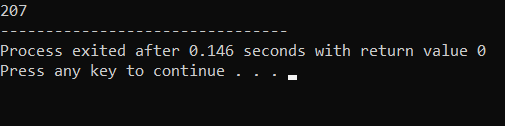 207
--------------------------------
Process exited after 0.146 seconds with return value 0
Press any key to continue . . .